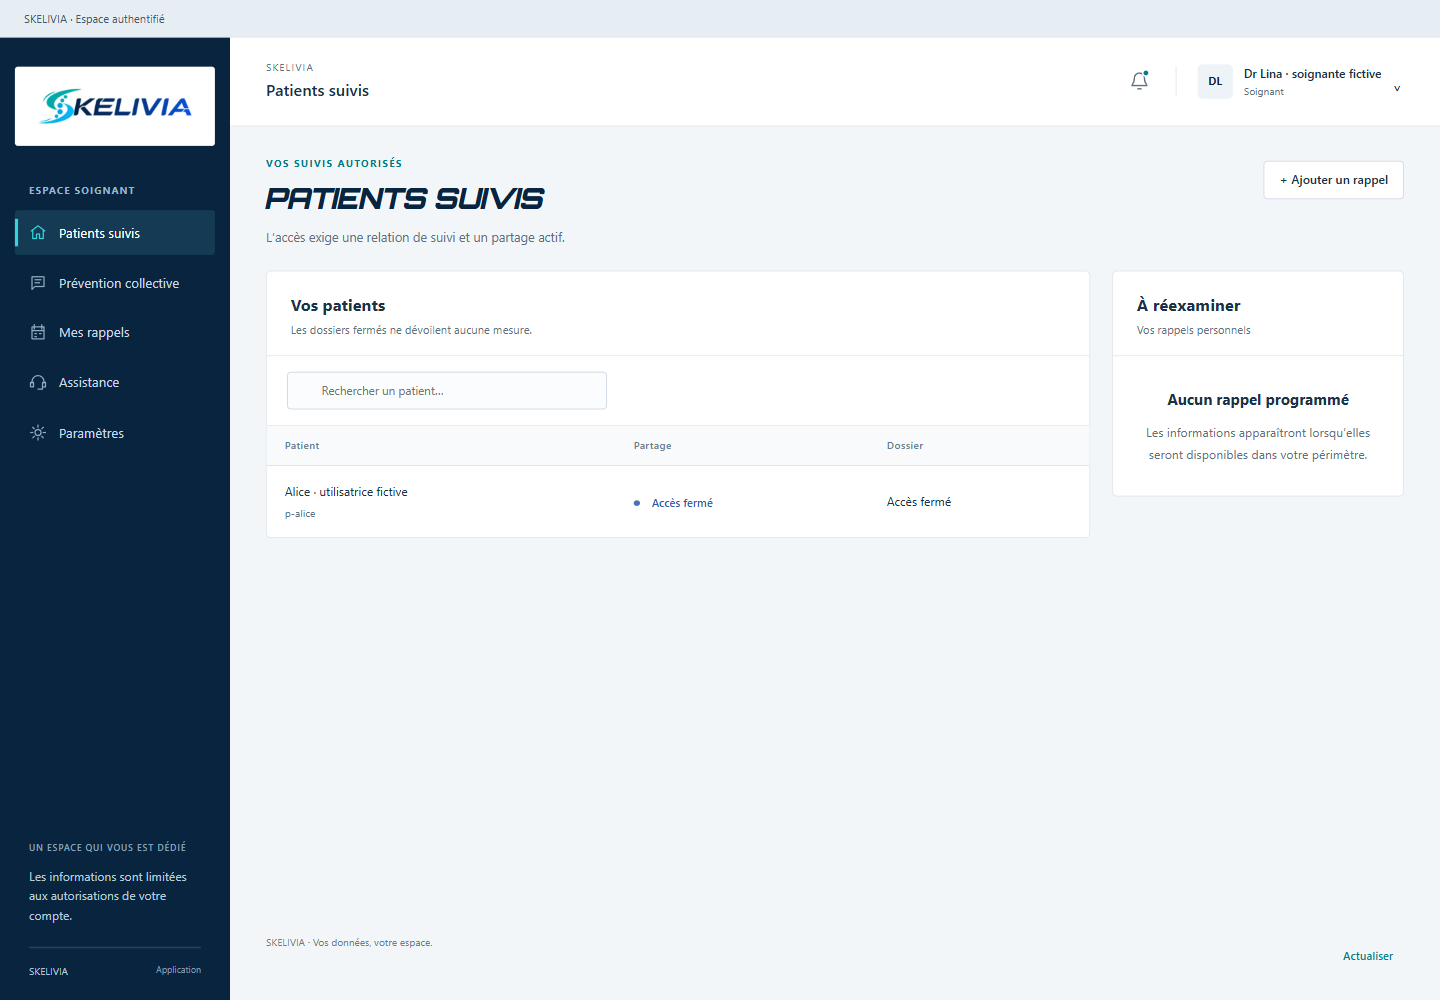 SKELIVIA · Espace authentifié
SKELIVIA
ESPACE SOIGNANT
Patients suivis
Prévention collective
Mes rappels
Assistance
Paramètres
UN ESPACE QUI VOUS EST DÉDIÉ
Les informations sont limitées
aux autorisations de votre
compte.
SKELIVIA Application
SKELIVIA
Patients suivis
DL
Dr Lina · soignante fictive
Soignant
VOS SUIVIS AUTORISÉS
PATIENTS SUIVIS
L'accès exige une relation de suivi et un partage actif.
+ Ajouter un rappel
Vos patients
Les dossiers fermés ne dévoilent aucune mesure.
Rechercher un patient...
Patient Partage Dossier
Alice · utilisatrice fictive
p-alice
Accès fermé
Accès fermé
À réexaminer
Vos rappels personnels
Aucun rappel programmé
Les informations apparaîtront lorsqu'elles
seront disponibles dans votre périmètre.
SKELIVIA · Vos données, votre espace.
Actualiser